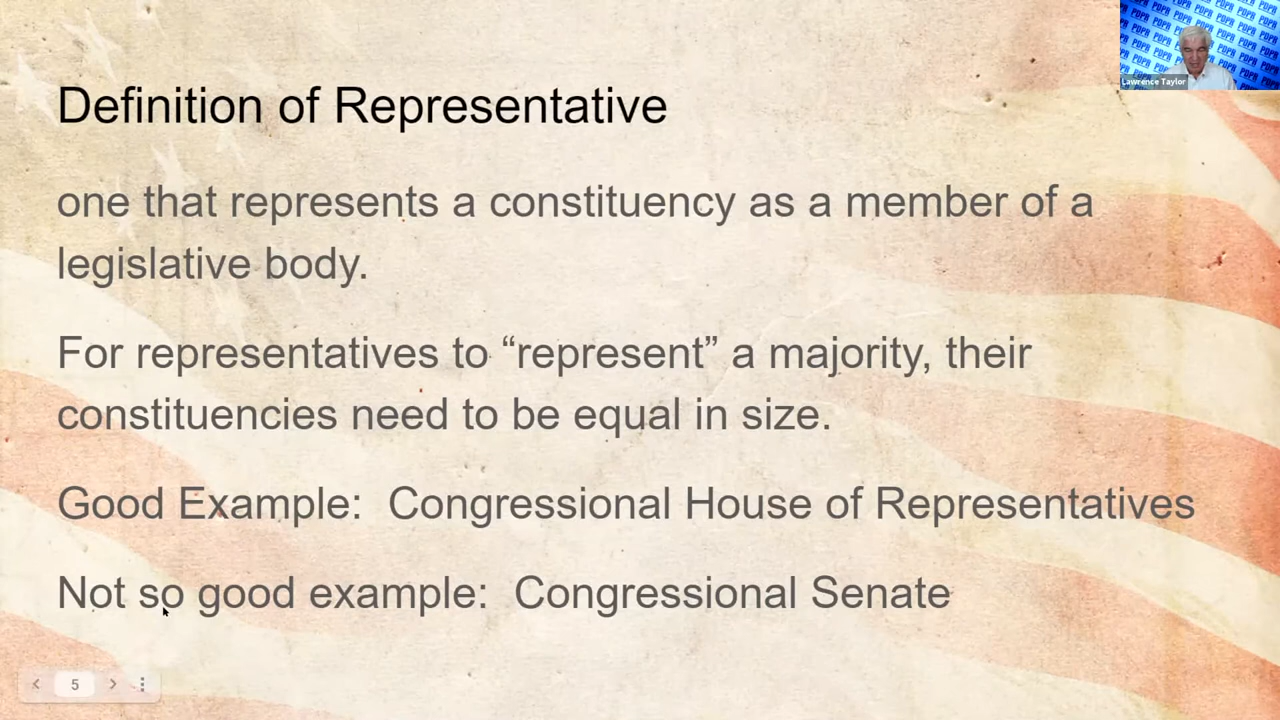 Definition of Representative
one that represents a constituency as a member of a
legislative body.
For representatives to “represent” a majority, their
constituencies need to be equal in size.
Good Example:  Congressional House of Representatives
Not so good example:  Congressional Senate
5
Lawrence Taylor